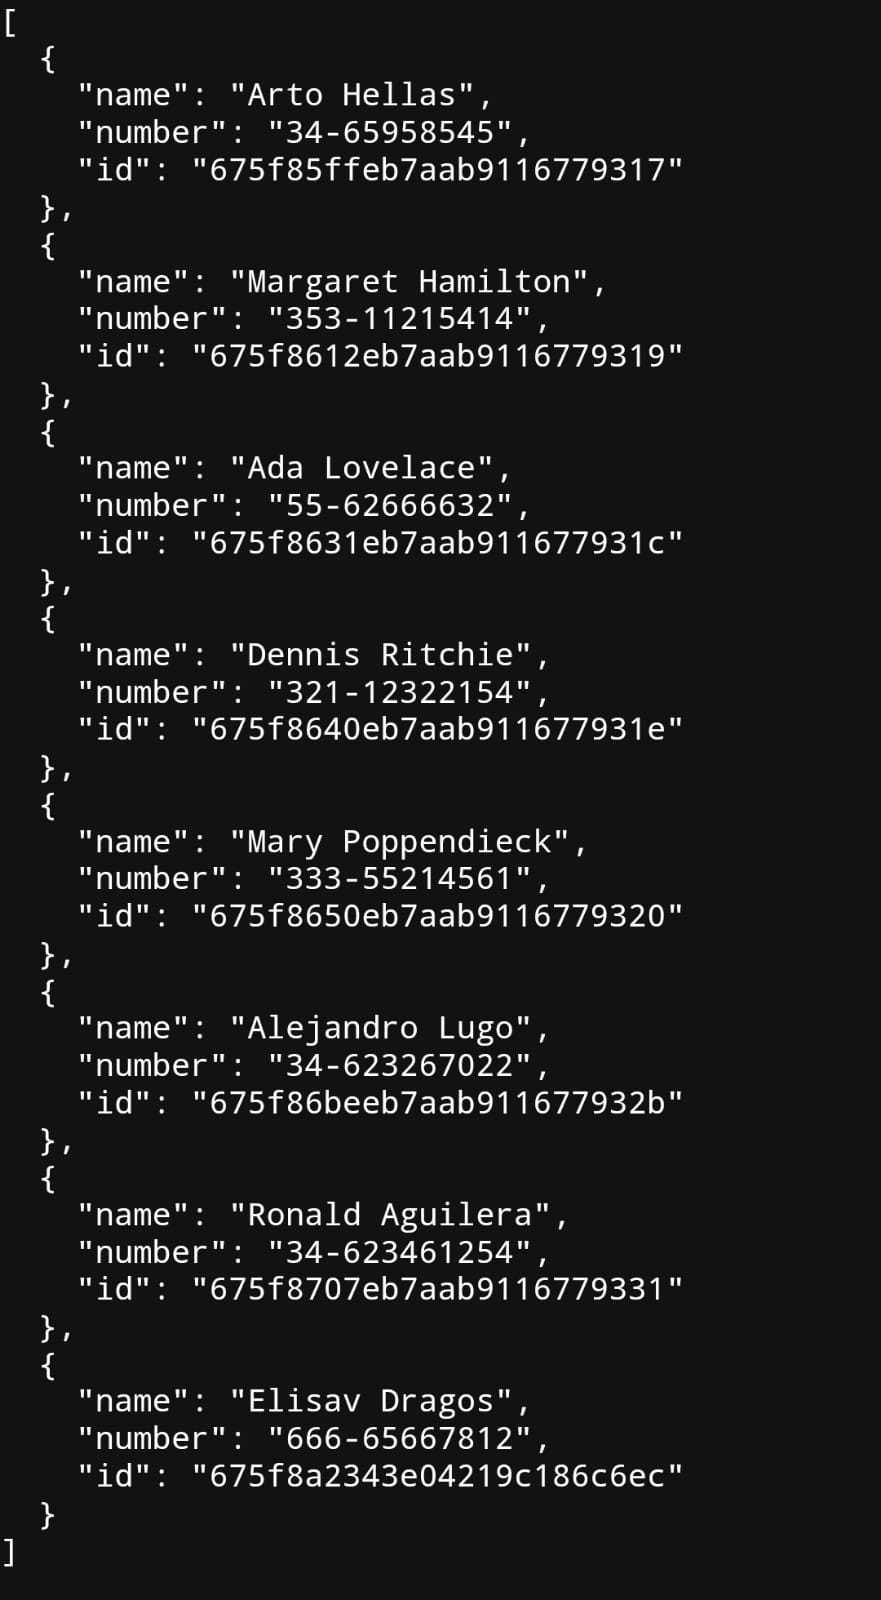 [
  {
    "name": "Arto Hellas",
    "number": "34-65958545",
    "id": "675f85ffeb7aab9116779317"
  },
  {
    "name": "Margaret Hamilton",
    "number": "353-11215414",
    "id": "675f8612eb7aab9116779319"
  },
  {
    "name": "Ada Lovelace",
    "number": "55-62666632",
    "id": "675f8631eb7aab911677931c"
  },
  {
    "name": "Dennis Ritchie",
    "number": "321-12322154",
    "id": "675f8640eb7aab911677931e"
  },
  {
    "name": "Mary Poppendieck",
    "number": "333-55214561",
    "id": "675f8650eb7aab9116779320"
  },
  {
    "name": "Alejandro Lugo",
    "number": "34-623267022",
    "id": "675f86beeb7aab911677932b"
  },
  {
    "name": "Ronald Aguilera",
    "number": "34-623461254",
    "id": "675f8707eb7aab9116779331"
  },
  {
    "name": "Elisav Dragos",
    "number": "666-65667812",
    "id": "675f8a2343e04219c186c6ec"
  }
]